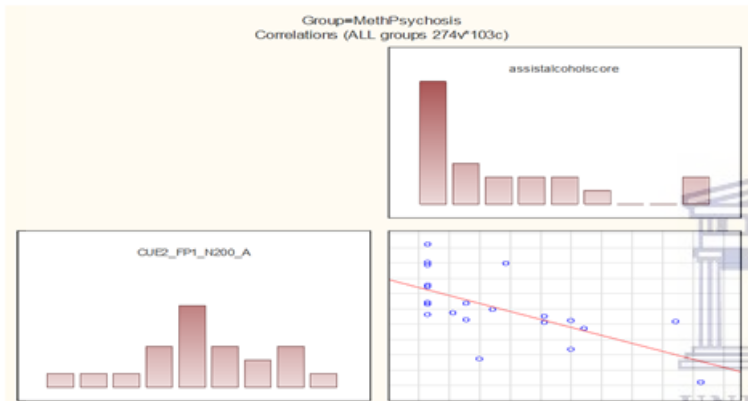 Group=MethPsychosis
Correlations (ALL groups 274v*103c)
assistalcoholscore
CUE2_FP1_N200_A